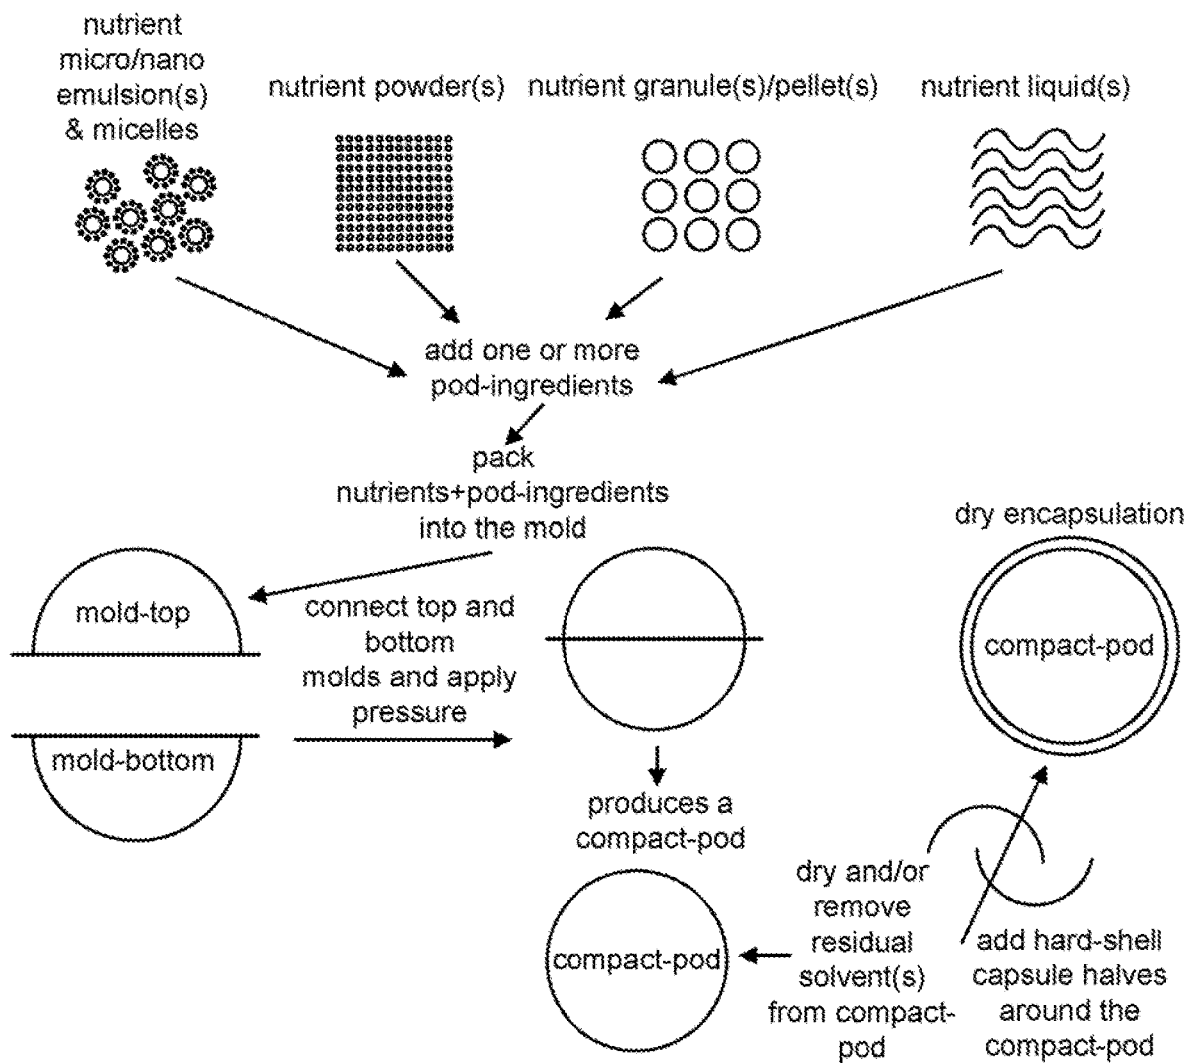 nutrient
micro/nano
emulsion(s)
& micelles
nutrient powder(s)
nutrient granule(s)/pellet(s)
nutrient liquid(s)
add one or more
pod-ingredients
pack
nutrients+pod-ingredients
into the mold
mold-top
mold-bottom
connect top and
bottom
molds and apply
pressure
produces a
compact-pod
compact-pod
dry and/or
remove
residual
solvent(s)
from compact-
pod
add hard-shell
capsule halves
around the
compact-pod
dry encapsulation
compact-pod